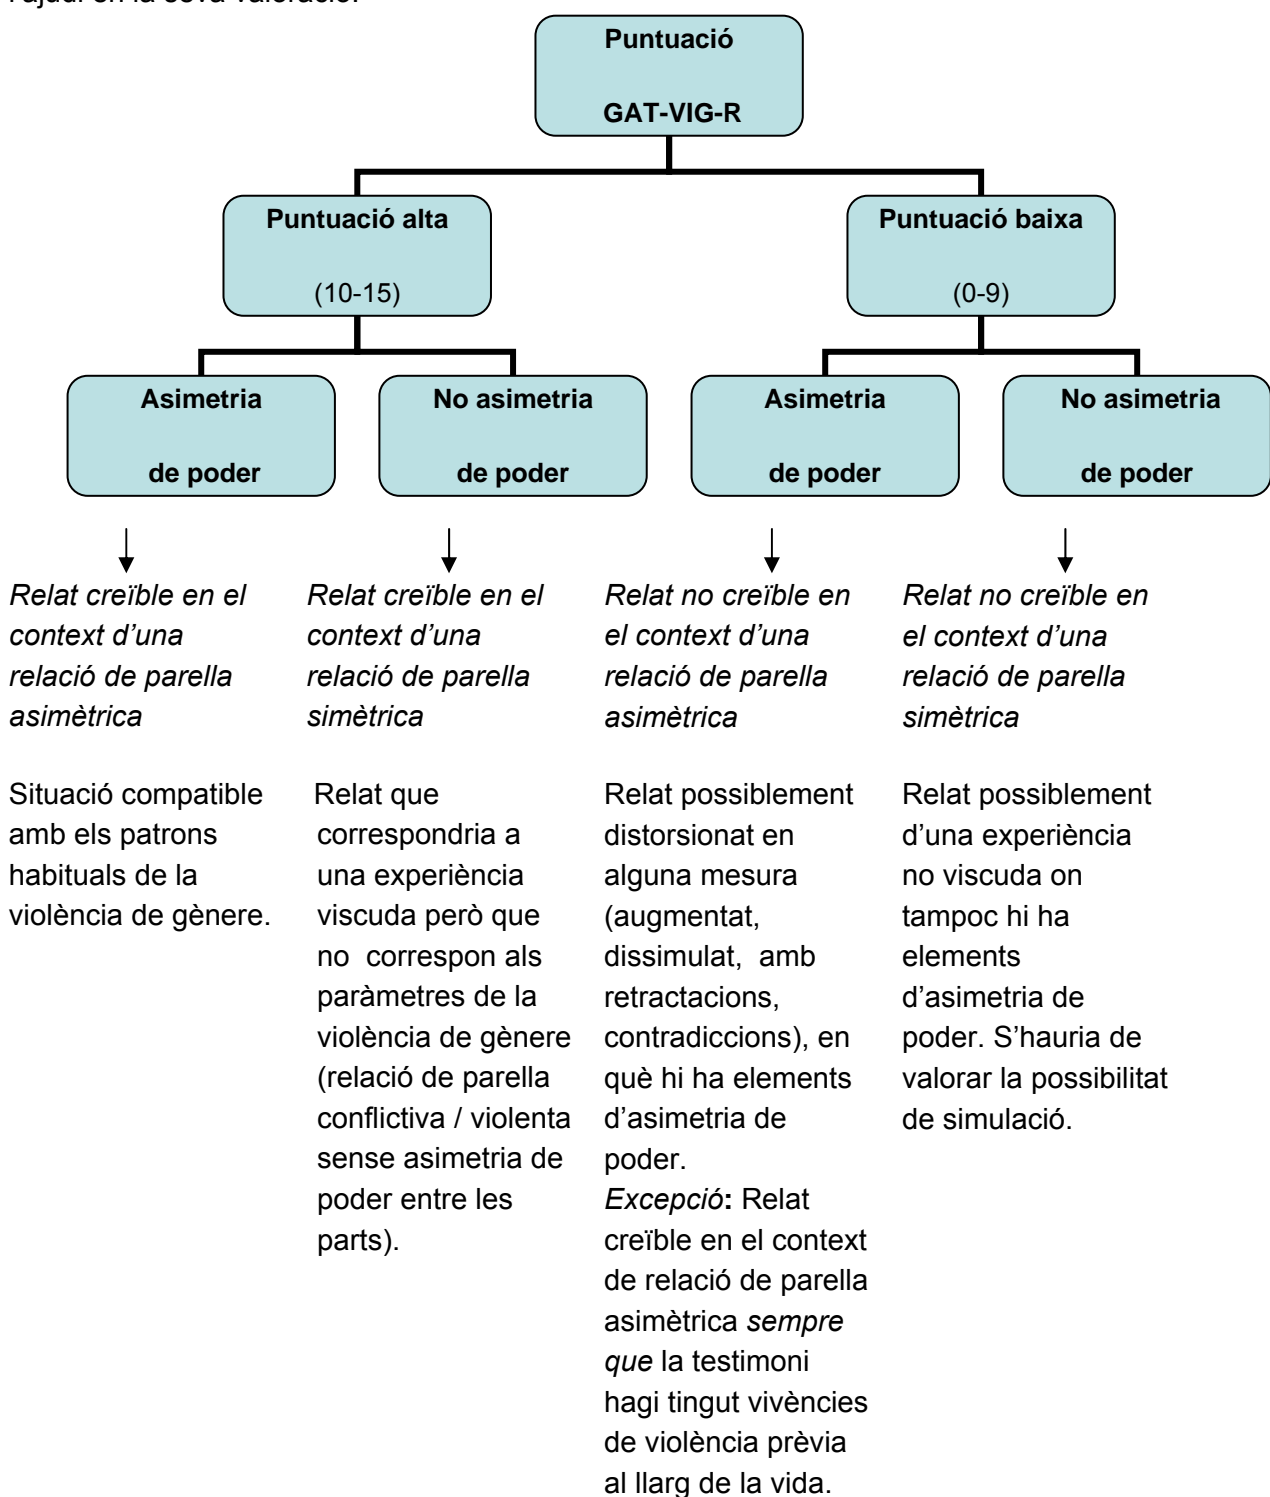 l'ajudi en la seva valoració.
Puntuació
GAT-VIG-R
Puntuació alta
(10-15)
Puntuació baixa
(0-9)
Asimetria
de poder
No asimetria
de poder
Asimetria
de poder
No asimetria
de poder
Relat creïble en el
context d’una
relació de parella
asimètrica
Situació compatible
amb els patrons
habituals de la
violència de gènere.
Relat creïble en el
context d’una
relació de parella
simètrica
Relat que
correspondria a
una experiència
viscuda però que
no correspon als
paràmetres de la
violència de gènere
(relació de parella
conflictiva / violenta
sense asimetria de
poder entre les
parts).
Relat no creïble en
el context d’una
relació de parella
asimètrica
Relat possiblement
distorsionat en
alguna mesura
(augmentat,
dissimulat, amb
retractacions,
contradiccions), en
què hi ha elements
d’asimetria de
poder.
Excepció: Relat
creïble en el context
de relació de parella
asimètrica sempre
que la testimoni
hagi tingut vivències
de violència prèvia
al llarg de la vida.
Relat no creïble en
el context d’una
relació de parella
simètrica
Relat possiblement
d’una experiència
no viscuda on
tampoc hi ha
elements
d’asimetria de
poder. S’hauria de
valorar la possibilitat
de simulació.